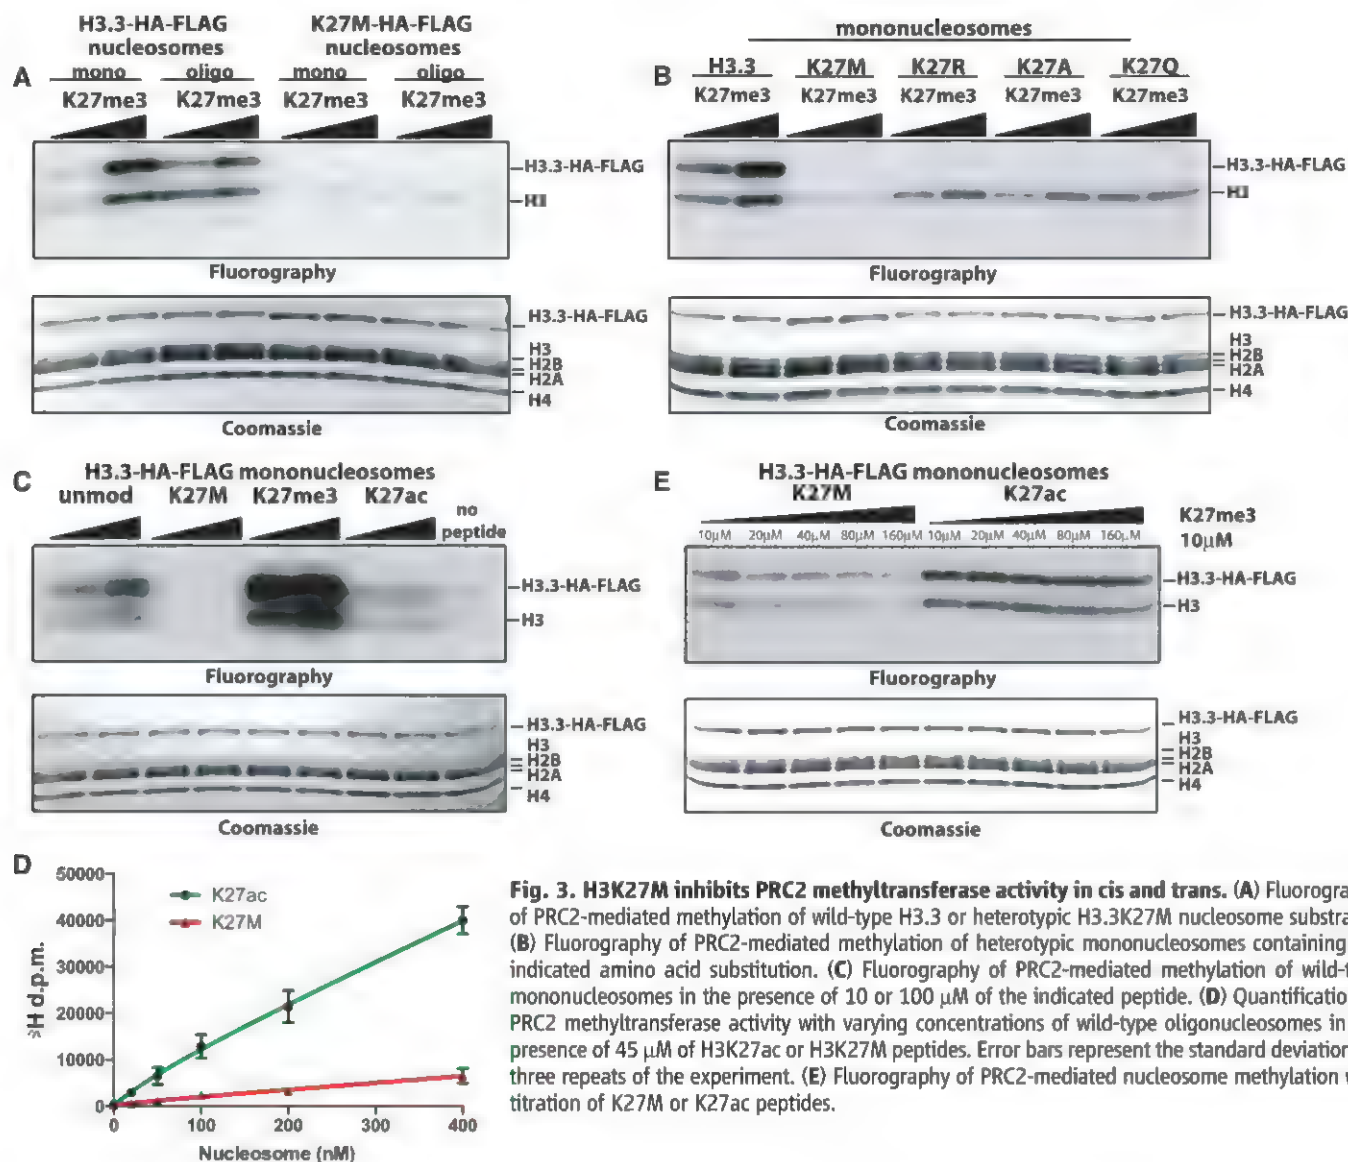 A
H3.3-HA-FLAG nucleosomes
K27M-HA-FLAG nucleosomes
mono oligo mono oligo
K27me3 K27me3 K27me3 K27me3
H3.3-HA-FLAG
H3
Fluorography
H3.3-HA-FLAG
H3
H2B
H2A
H4
Coomassie
B
mononucleosomes
H3.3 K27M K27R K27A K27Q
K27me3 K27me3 K27me3 K27me3 K27me3
H3.3-HA-FLAG
H3
Fluorography
H3.3-HA-FLAG
H3
H2B
H2A
H4
Coomassie
C
H3.3-HA-FLAG mononucleosomes
unmod K27M K27me3 K27ac no peptide
H3.3-HA-FLAG
H3
Fluorography
H3.3-HA-FLAG
H3
H2B
H2A
H4
Coomassie
E
H3.3-HA-FLAG mononucleosomes
K27M K27ac
10µM 20µM 40µM 80µM 160µM 10µM 20µM 40µM 80µM 160µM
K27me3
10µM
H3.3-HA-FLAG
H3
Fluorography
H3.3-HA-FLAG
H3
H2B
H2A
H4
Coomassie
D
50000
40000
30000
20000
10000
0
³H d.p.m.
K27ac
K27M
0 100 200 300 400
Nucleosome (nM)
Fig. 3. H3K27M inhibits PRC2 methyltransferase activity in cis and trans. (A) Fluorogra
of PRC2-mediated methylation of wild-type H3.3 or heterotypic H3.3K27M nucleosome substra
(B) Fluorography of PRC2-mediated methylation of heterotypic mononucleosomes containing
indicated amino acid substitution. (C) Fluorography of PRC2-mediated methylation of wild-t
mononucleosomes in the presence of 10 or 100 µM of the indicated peptide. (D) Quantification
PRC2 methyltransferase activity with varying concentrations of wild-type oligonucleosomes in
presence of 45 µM of H3K27ac or H3K27M peptides. Error bars represent the standard deviation
three repeats of the experiment. (E) Fluorography of PRC2-mediated nucleosome methylation w
titration of K27M or K27ac peptides.